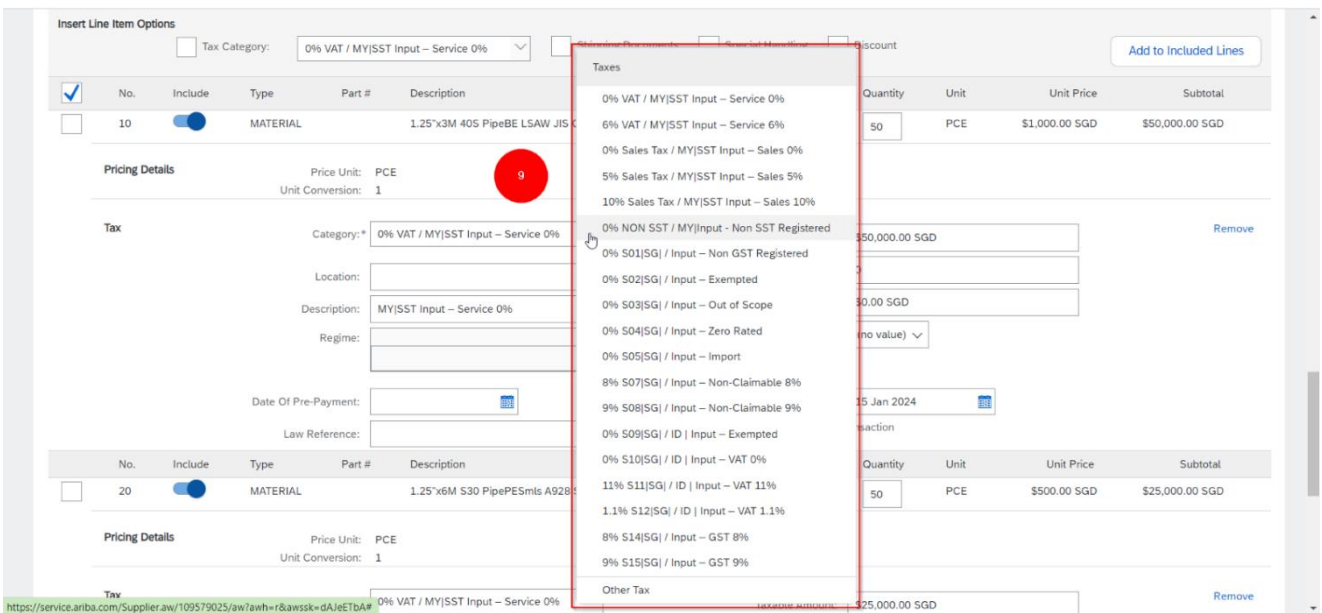 Insert Line Item Options
Tax Category: 0% VAT / MY|SST Input – Service 0% Shipping Documents Special Handling Discount Add to Included Lines
Taxes
0% VAT / MY|SST Input – Service 0%
6% VAT / MY|SST Input – Service 6%
0% Sales Tax / MY|SST Input – Sales 0%
5% Sales Tax / MY|SST Input – Sales 5%
10% Sales Tax / MY|SST Input – Sales 10%
0% NON SST / MY|Input - Non SST Registered
0% S01|SG| / Input – Non GST Registered
0% S02|SG| / Input – Exempted
0% S03|SG| / Input – Out of Scope
0% S04|SG| / Input – Zero Rated
0% S05|SG| / Input – Import
8% S07|SG| / Input – Non-Claimable 8%
9% S08|SG| / Input – Non-Claimable 9%
0% S09|SG| / ID | Input – Exempted
0% S10|SG| / ID | Input – VAT 0%
11% S11|SG| / ID | Input – VAT 11%
1.1% S12|SG| / ID | Input – VAT 1.1%
8% S14|SG| / Input – GST 8%
9% S15|SG| / Input – GST 9%
Other Tax
No. Include Type Part # Description Quantity Unit Unit Price Subtotal
10 MATERIAL 1.25"x3M 40S PipeBE LSAW JIS 50 PCE $1,000.00 SGD $50,000.00 SGD
Pricing Details Price Unit: PCE
Unit Conversion: 1
9
Tax Category:* 0% VAT / MY|SST Input – Service 0% $50,000.00 SGD Remove
Location:
Description: MY|SST Input – Service 0% $0.00 SGD
Regime: (no value)
Date Of Pre-Payment: 15 Jan 2024
Law Reference:
No. Include Type Part # Description Quantity Unit Unit Price Subtotal
20 MATERIAL 1.25"x6M S30 PipePESmls A928 50 PCE $500.00 SGD $25,000.00 SGD
Pricing Details Price Unit: PCE
Unit Conversion: 1
Tax 0% VAT / MY|SST Input – Service 0% Taxable Amount: $25,000.00 SGD Remove
https://service.ariba.com/Supplier.aw/109579025/aw?awh=r&awssk=dAJeETbA#